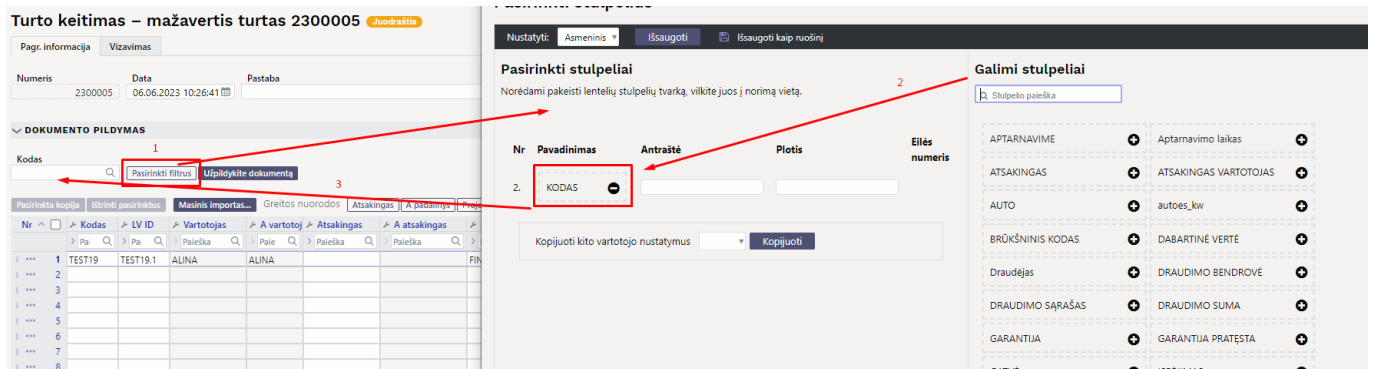 Turto keitimas – mažavertis turtas 2300005 Juodraštis
Pagr. informacija Vizavimas
Numeris Data Pastaba
2300005 06.06.2023 10:26:41
DOKUMENTO PILDYMAS
1
Kodas
Pasirinkti filtrus Užpildykite dokumentą
3
Pasirinkta kopija Ištrinti pasirinktus Masinis importas... Greitos nuorodos Atsakingas A padalinys
Nr Kodas LV ID Vartotojas A vartotoj Atsakingas A atsakingas
Pai Pai Paieška Paie Paieška Paieška
1 TEST19 TEST19.1 ALINA ALINA FIN
2
3
4
5
6
7
8
Pasirinkti stulpelius
Nustatyti: Asmeninis Išsaugoti Išsaugoti kaip ruošinį
Pasirinkti stulpeliai
Norėdami pakeisti lentelių stulpelių tvarką, vilkite juos į norimą vietą.
2
Nr Pavadinimas Antraštė Plotis Eilės
numeris
2. KODAS
Kopijuoti kito vartotojo nustatymus Kopijuoti
Galimi stulpeliai
Stulpelio paieška
APTARNAVIME Aptarnavimo laikas
ATSAKINGAS ATSAKINGAS VARTOTOJAS
AUTO autoes_kw
BRŪKŠNINIS KODAS DABARTINĖ VERTĖ
Draudėjas DRAUDIMO BENDROVĖ
DRAUDIMO SĄRAŠAS DRAUDIMO SUMA
GARANTIJA GARANTIJA PRATĘSTA